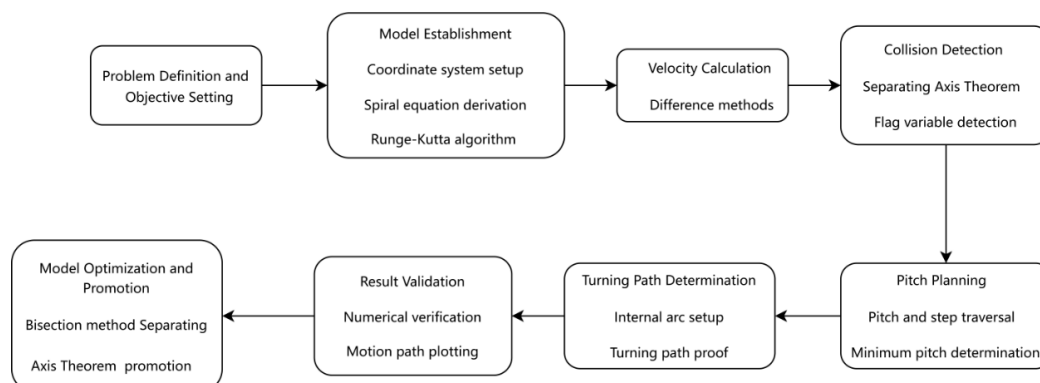 Problem Definition and
Objective Setting
Model Establishment
Coordinate system setup
Spiral equation derivation
Runge-Kutta algorithm
Velocity Calculation
Difference methods
Collision Detection
Separating Axis Theorem
Flag variable detection
Pitch Planning
Pitch and step traversal
Minimum pitch determination
Turning Path Determination
Internal arc setup
Turning path proof
Result Validation
Numerical verification
Motion path plotting
Model Optimization and
Promotion
Bisection method Separating
Axis Theorem promotion